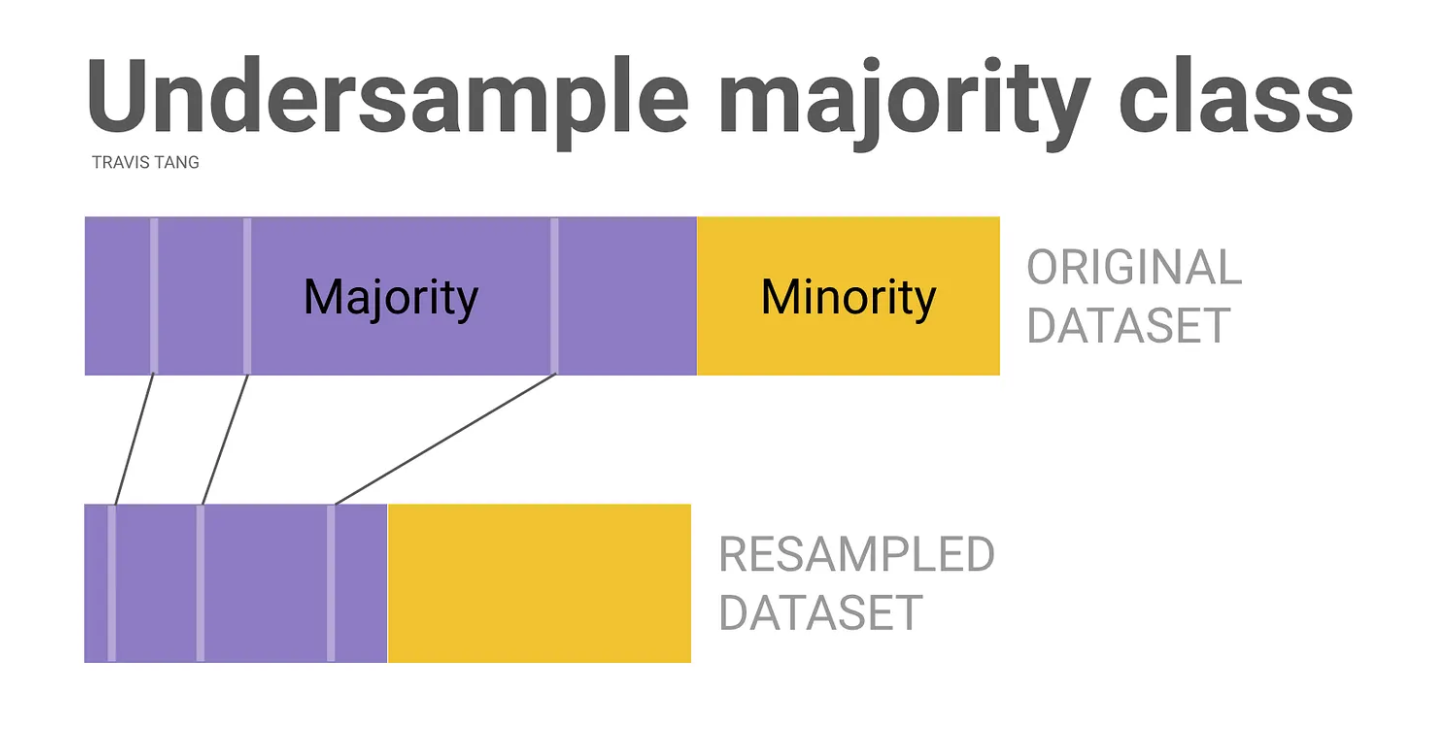 Undersample majority class
TRAVIS TANG
Majority
Minority
ORIGINAL
DATASET
RESAMPLED
DATASET